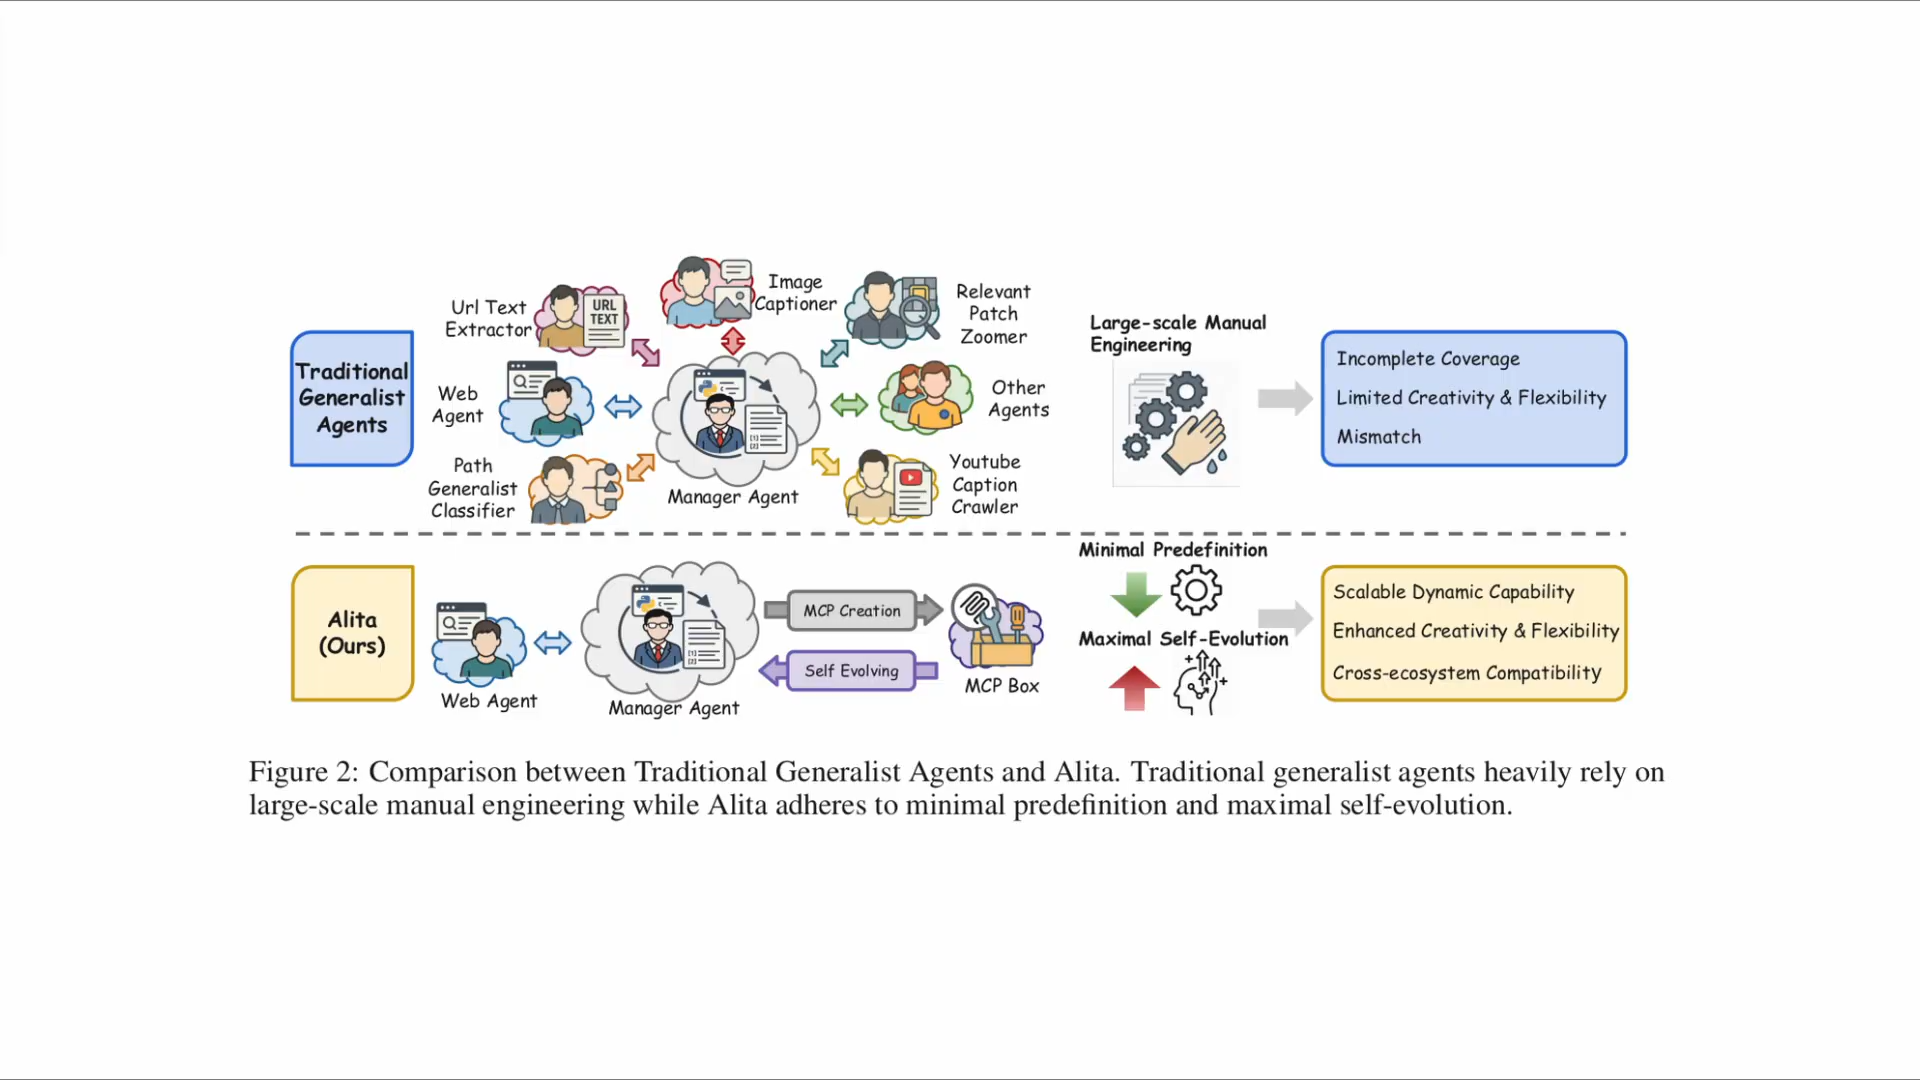 Traditional
Generalist
Agents
Url Text
Extractor
URL
TEXT
Image
Captioner
Relevant
Patch
Zoomer
Web
Agent
Other
Agents
Path
Generalist
Classifier
Manager Agent
Youtube
Caption
Crawler
Large-scale Manual
Engineering
Incomplete Coverage
Limited Creativity & Flexibility
Mismatch
Alita
(Ours)
Web Agent
Manager Agent
MCP Creation
Self Evolving
MCP Box
Minimal Predefinition
Maximal Self-Evolution
Scalable Dynamic Capability
Enhanced Creativity & Flexibility
Cross-ecosystem Compatibility
Figure 2: Comparison between Traditional Generalist Agents and Alita. Traditional generalist agents heavily rely on
large-scale manual engineering while Alita adheres to minimal predefinition and maximal self-evolution.